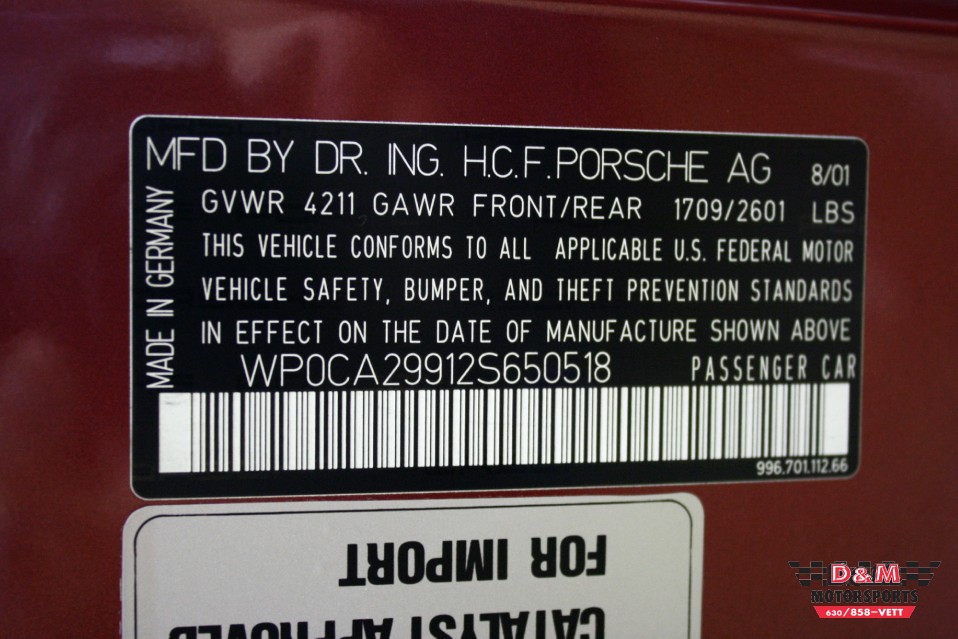 MFD BY DR. ING. H.C.F.PORSCHE AG 8/01
GVWR 4211 GAWR FRONT/REAR 1709/2601 LBS
THIS VEHICLE CONFORMS TO ALL APPLICABLE U.S. FEDERAL MOTOR
VEHICLE SAFETY, BUMPER, AND THEFT PREVENTION STANDARDS
IN EFFECT ON THE DATE OF MANUFACTURE SHOWN ABOVE
WP0CA29912S650518 PASSENGER CAR
MADE IN GERMANY
996.701.112.66
FOR IMPORT
CATALYST APPROVED
D&M
MOTORSPORTS
630/858-VETT